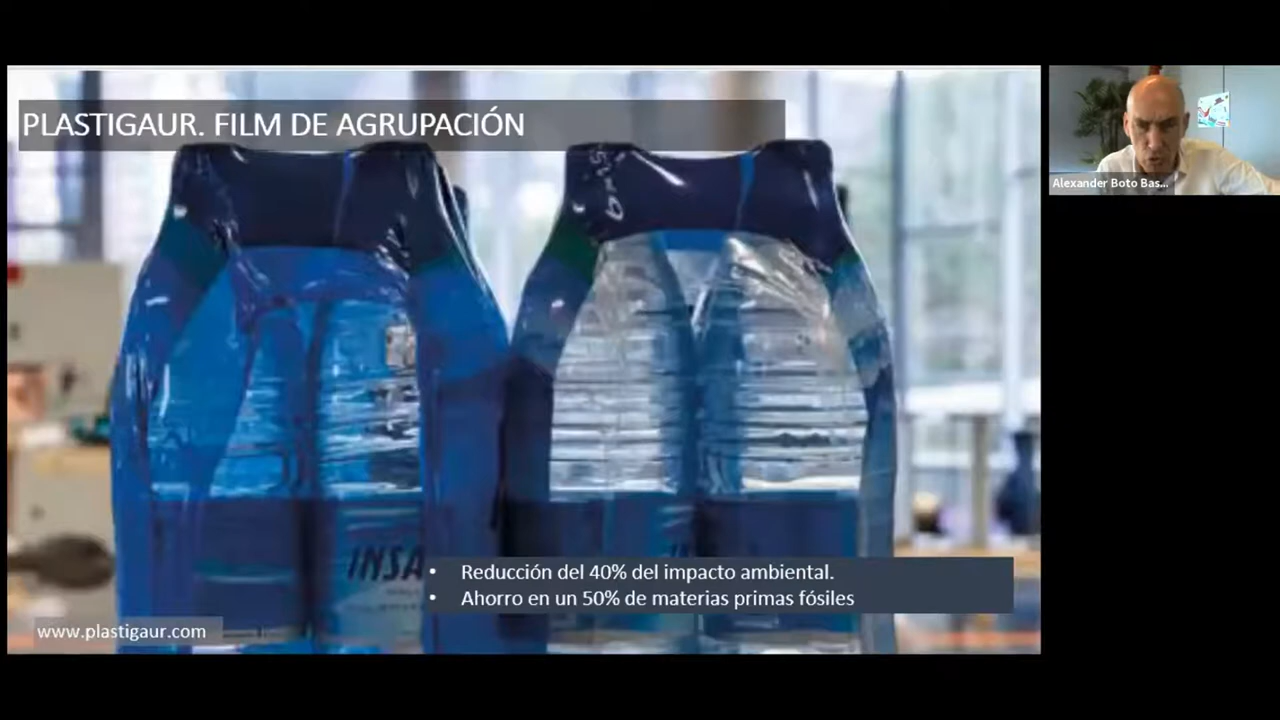 PLASTIGAUR. FILM DE AGRUPACIÓN
Alexander Boto Bas...
INSA
• Reducción del 40% del impacto ambiental.
• Ahorro en un 50% de materias primas fósiles
www.plastigaur.com